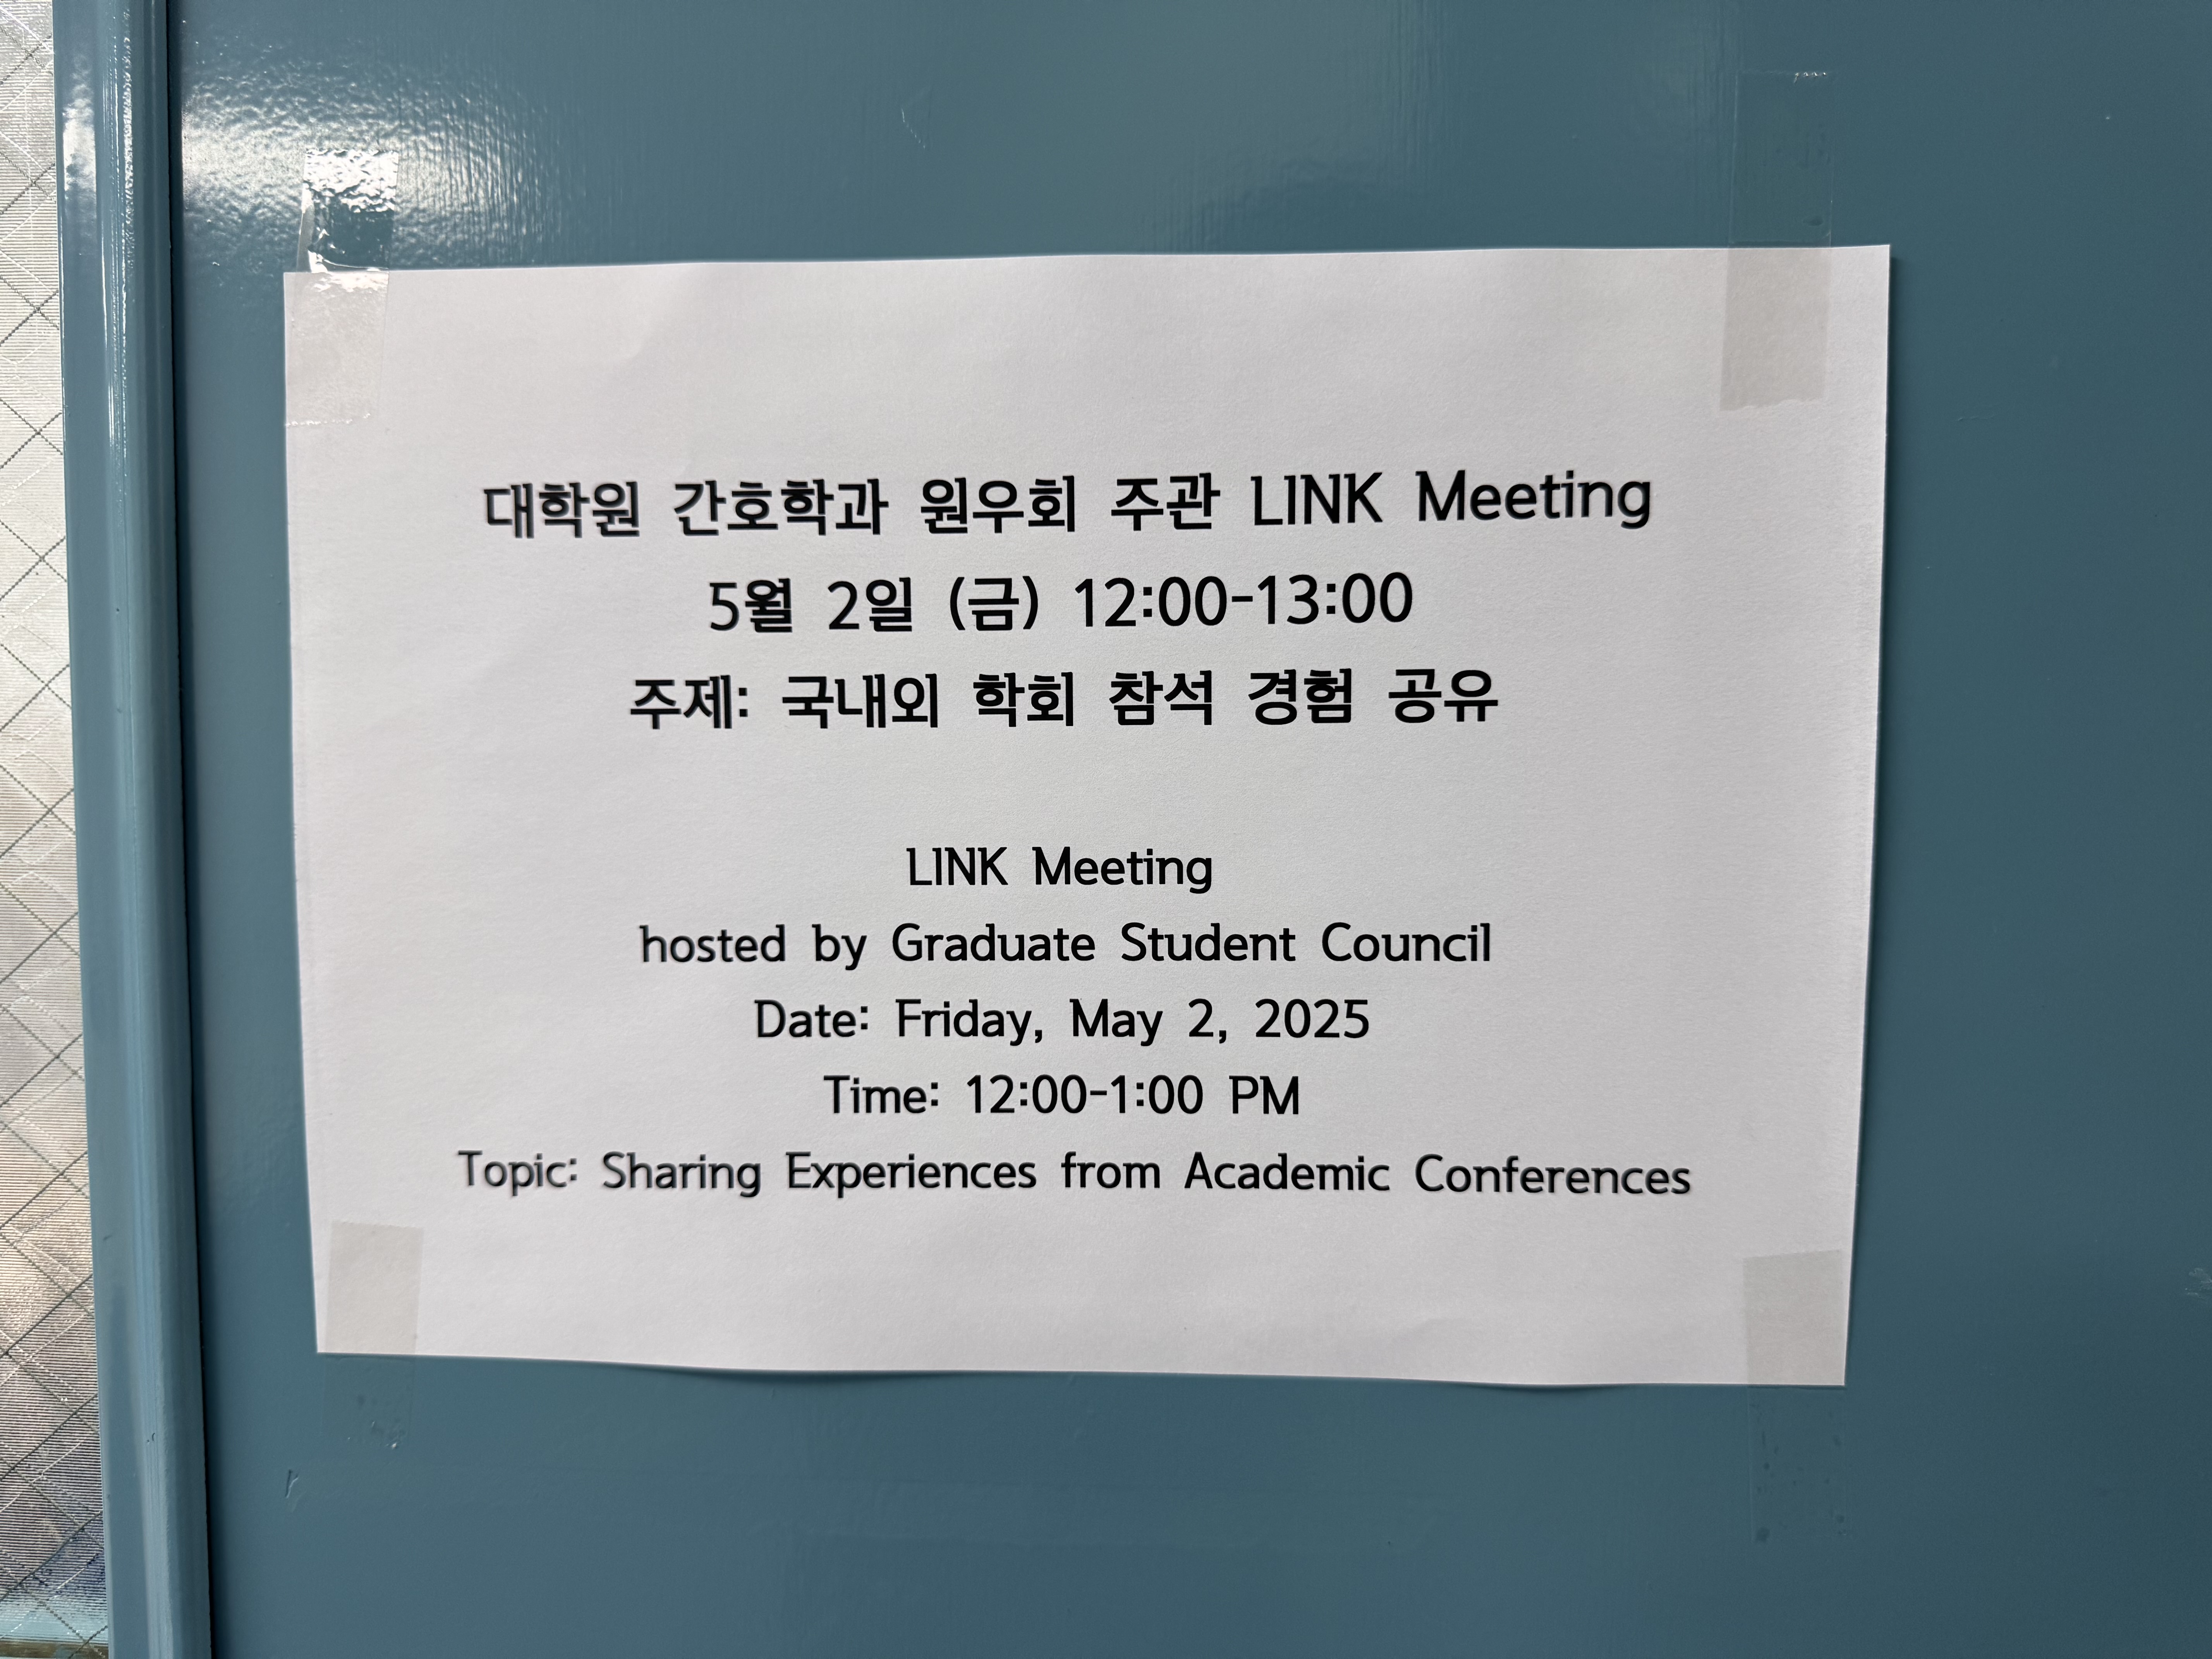 대학원 간호학과 원우회 주관 LINK Meeting
5월 2일 (금) 12:00-13:00
주제: 국내외 학회 참석 경험 공유
LINK Meeting
hosted by Graduate Student Council
Date: Friday, May 2, 2025
Time: 12:00-1:00 PM
Topic: Sharing Experiences from Academic Conferences